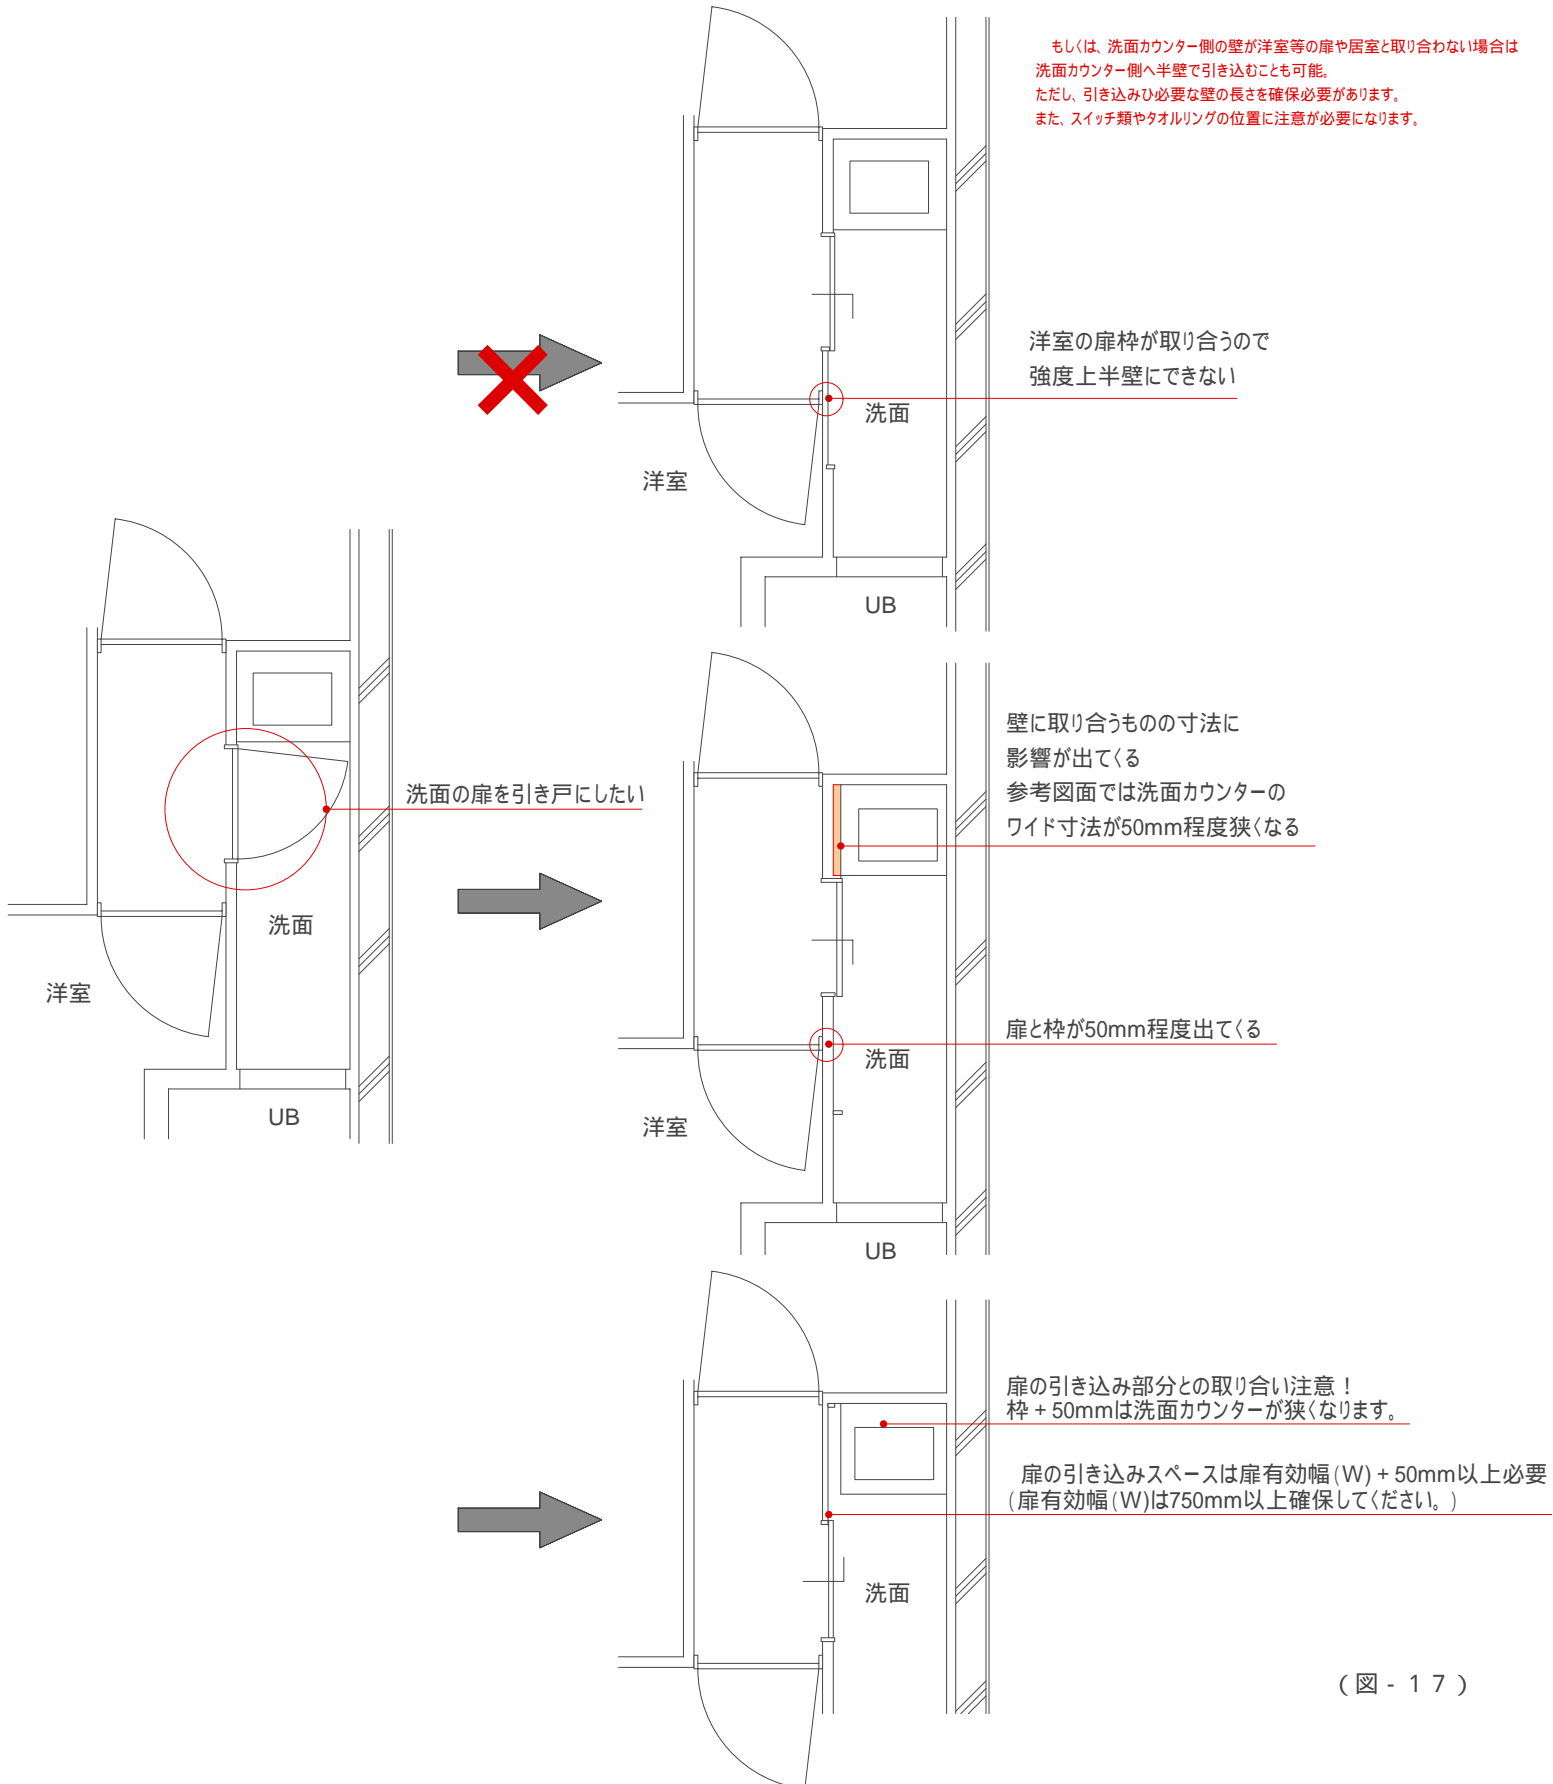 もしくは、洗面カウンター側の壁が洋室等の扉や居室と取り合わない場合は
洗面カウンター側へ半壁で引き込むことも可能。
ただし、引き込みひ必要な壁の長さを確保必要があります。
また、スイッチ類やタオルリングの位置に注意が必要になります。
洋室の扉枠が取り合うので
強度上半壁にできない
洗面
洋室
UB
洗面の扉を引き戸にしたい
洗面
洋室
UB
壁に取り合うものの寸法に
影響が出てくる
参考図面では洗面カウンターの
ワイド寸法が50mm程度狭くなる
扉と枠が50mm程度出てくる
洗面
洋室
UB
扉の引き込み部分との取り合い注意！
枠+50mmは洗面カウンターが狭くなります。
扉の引き込みスペースは扉有効幅(W)+50mm以上必要
(扉有効幅(W)は750mm以上確保してください。)
洗面
(図-17)